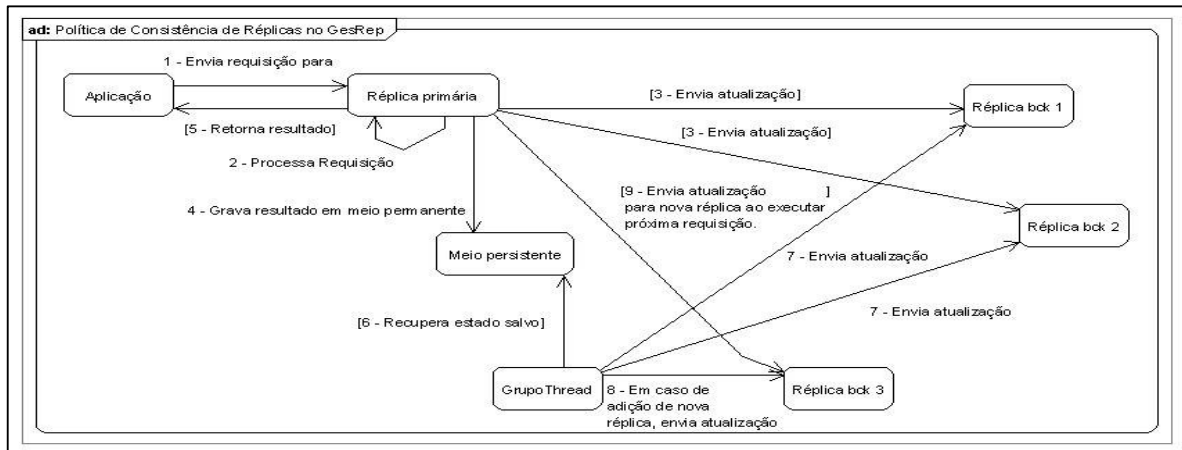 ad: Política de Consistência de Réplicas no GesRep
1 - Envia requisição para
Aplicação
Réplica primária
[3 - Envia atualização]
Réplica bck 1
[5 - Retorna resultado]
[3 - Envia atualização]
2 - Processa Requisição
[9 - Envia atualização ]
para nova réplica ao executar
próxima requisição.
4 - Grava resultado em meio permanente
Réplica bck 2
Meio persistente
7 - Envia atualização
7 - Envia atualização
[6 - Recupera estado salvo]
GrupoThread
8 - Em caso de
adição de nova
réplica, envia atualização
Réplica bck 3